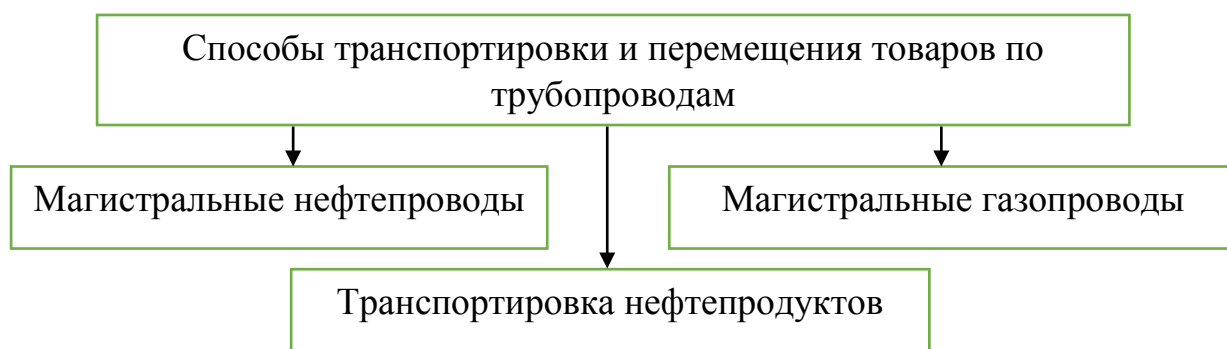 Способы транспортировки и перемещения товаров по
трубопроводам
Магистральные нефтепроводы
Магистральные газопроводы
Транспортировка нефтепродуктов